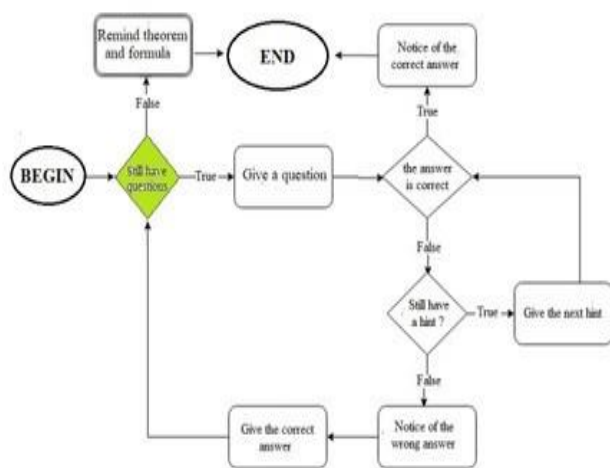 Remind theorem
and formula
END
Notice of the
correct answer
False
True
BEGIN
Still have
questions
True
Give a question
the answer
is correct
False
Still have
a hint ?
True
Give the next hint
False
Give the correct
answer
Notice of the
wrong answer